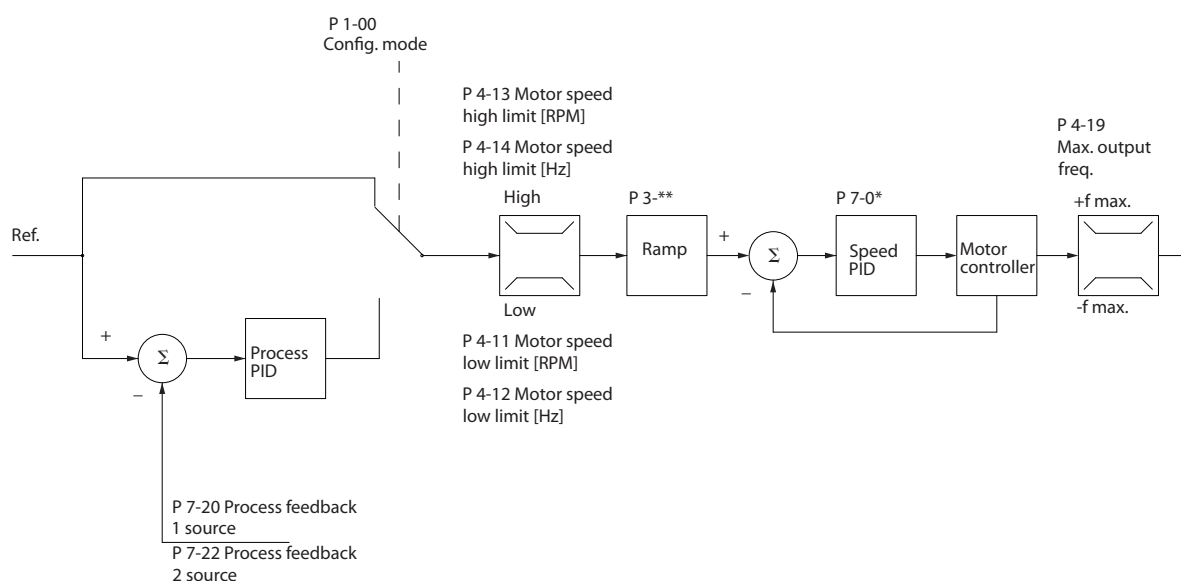 P 1-00
Config. mode
P 4-13 Motor speed
high limit [RPM]
P 4-14 Motor speed
high limit [Hz]
P 4-19
Max. output
freq.
High
P 3-**
P 7-0*
+f max.
Ref.
+
Ramp
Σ
Speed
PID
Motor
controller
−
Low
-f max.
+
Σ
Process
PID
−
P 4-11 Motor speed
low limit [RPM]
P 4-12 Motor speed
low limit [Hz]
P 7-20 Process feedback
1 source
P 7-22 Process feedback
2 source